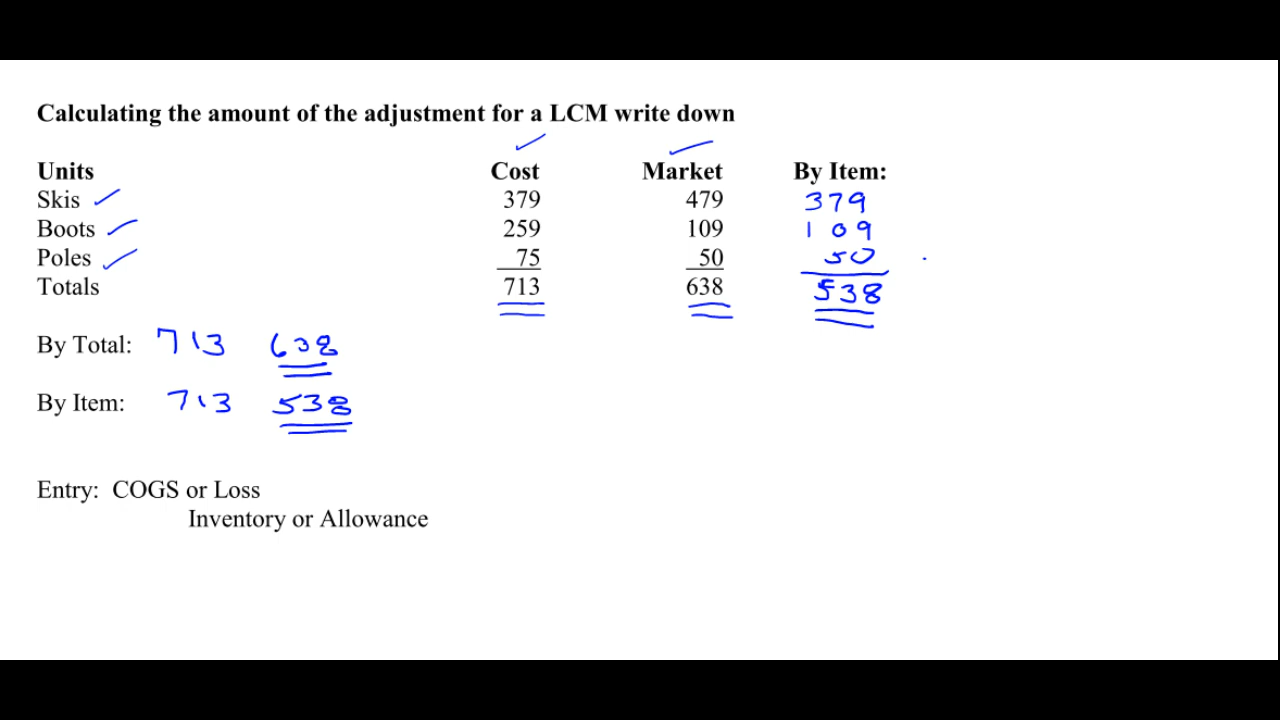 Calculating the amount of the adjustment for a LCM write down
Units Cost Market By Item:
Skis 379 479 379
Boots 259 109 109
Poles 75 50 50
Totals 713 638 538
By Total: 713 638
By Item: 713 538
Entry: COGS or Loss
Inventory or Allowance